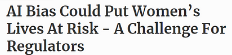 AI Bias Could Put Women's
Lives At Risk - A Challenge For
Regulators